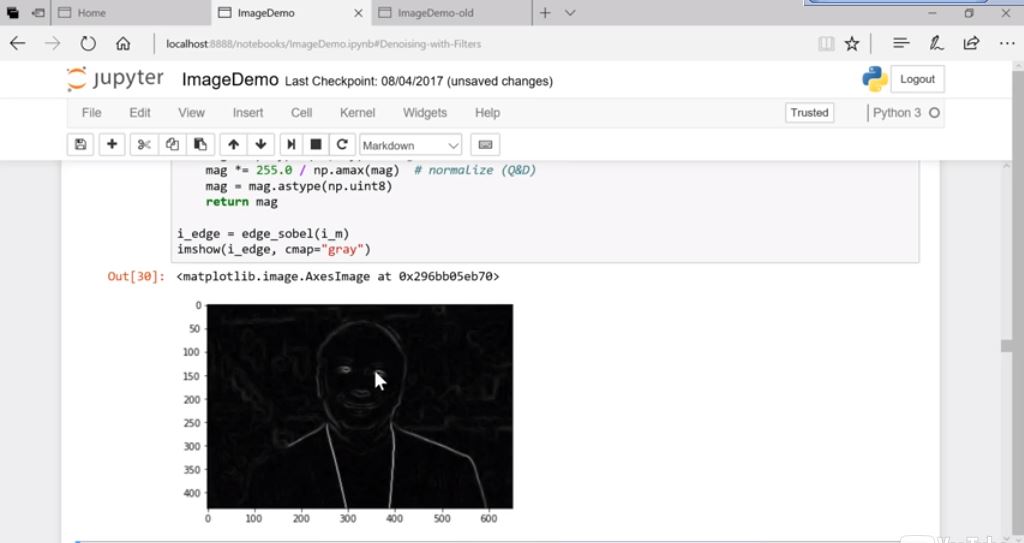 Home
ImageDemo
ImageDemo-old
localhost:8888/notebooks/ImageDemo.ipynb#Denoising-with-Filters
jupyter ImageDemo Last Checkpoint: 08/04/2017 (unsaved changes)
Logout
File Edit View Insert Cell Kernel Widgets Help
Trusted
Python 3
Markdown
mag *= 255.0 / np.amax(mag) # normalize (Q&D)
mag = mag.astype(np.uint8)
return mag
i_edge = edge_sobel(i_m)
imshow(i_edge, cmap="gray")
Out[30]: <matplotlib.image.AxesImage at 0x296bb05eb70>
0
50
100
150
200
250
300
350
400
0 100 200 300 400 500 600